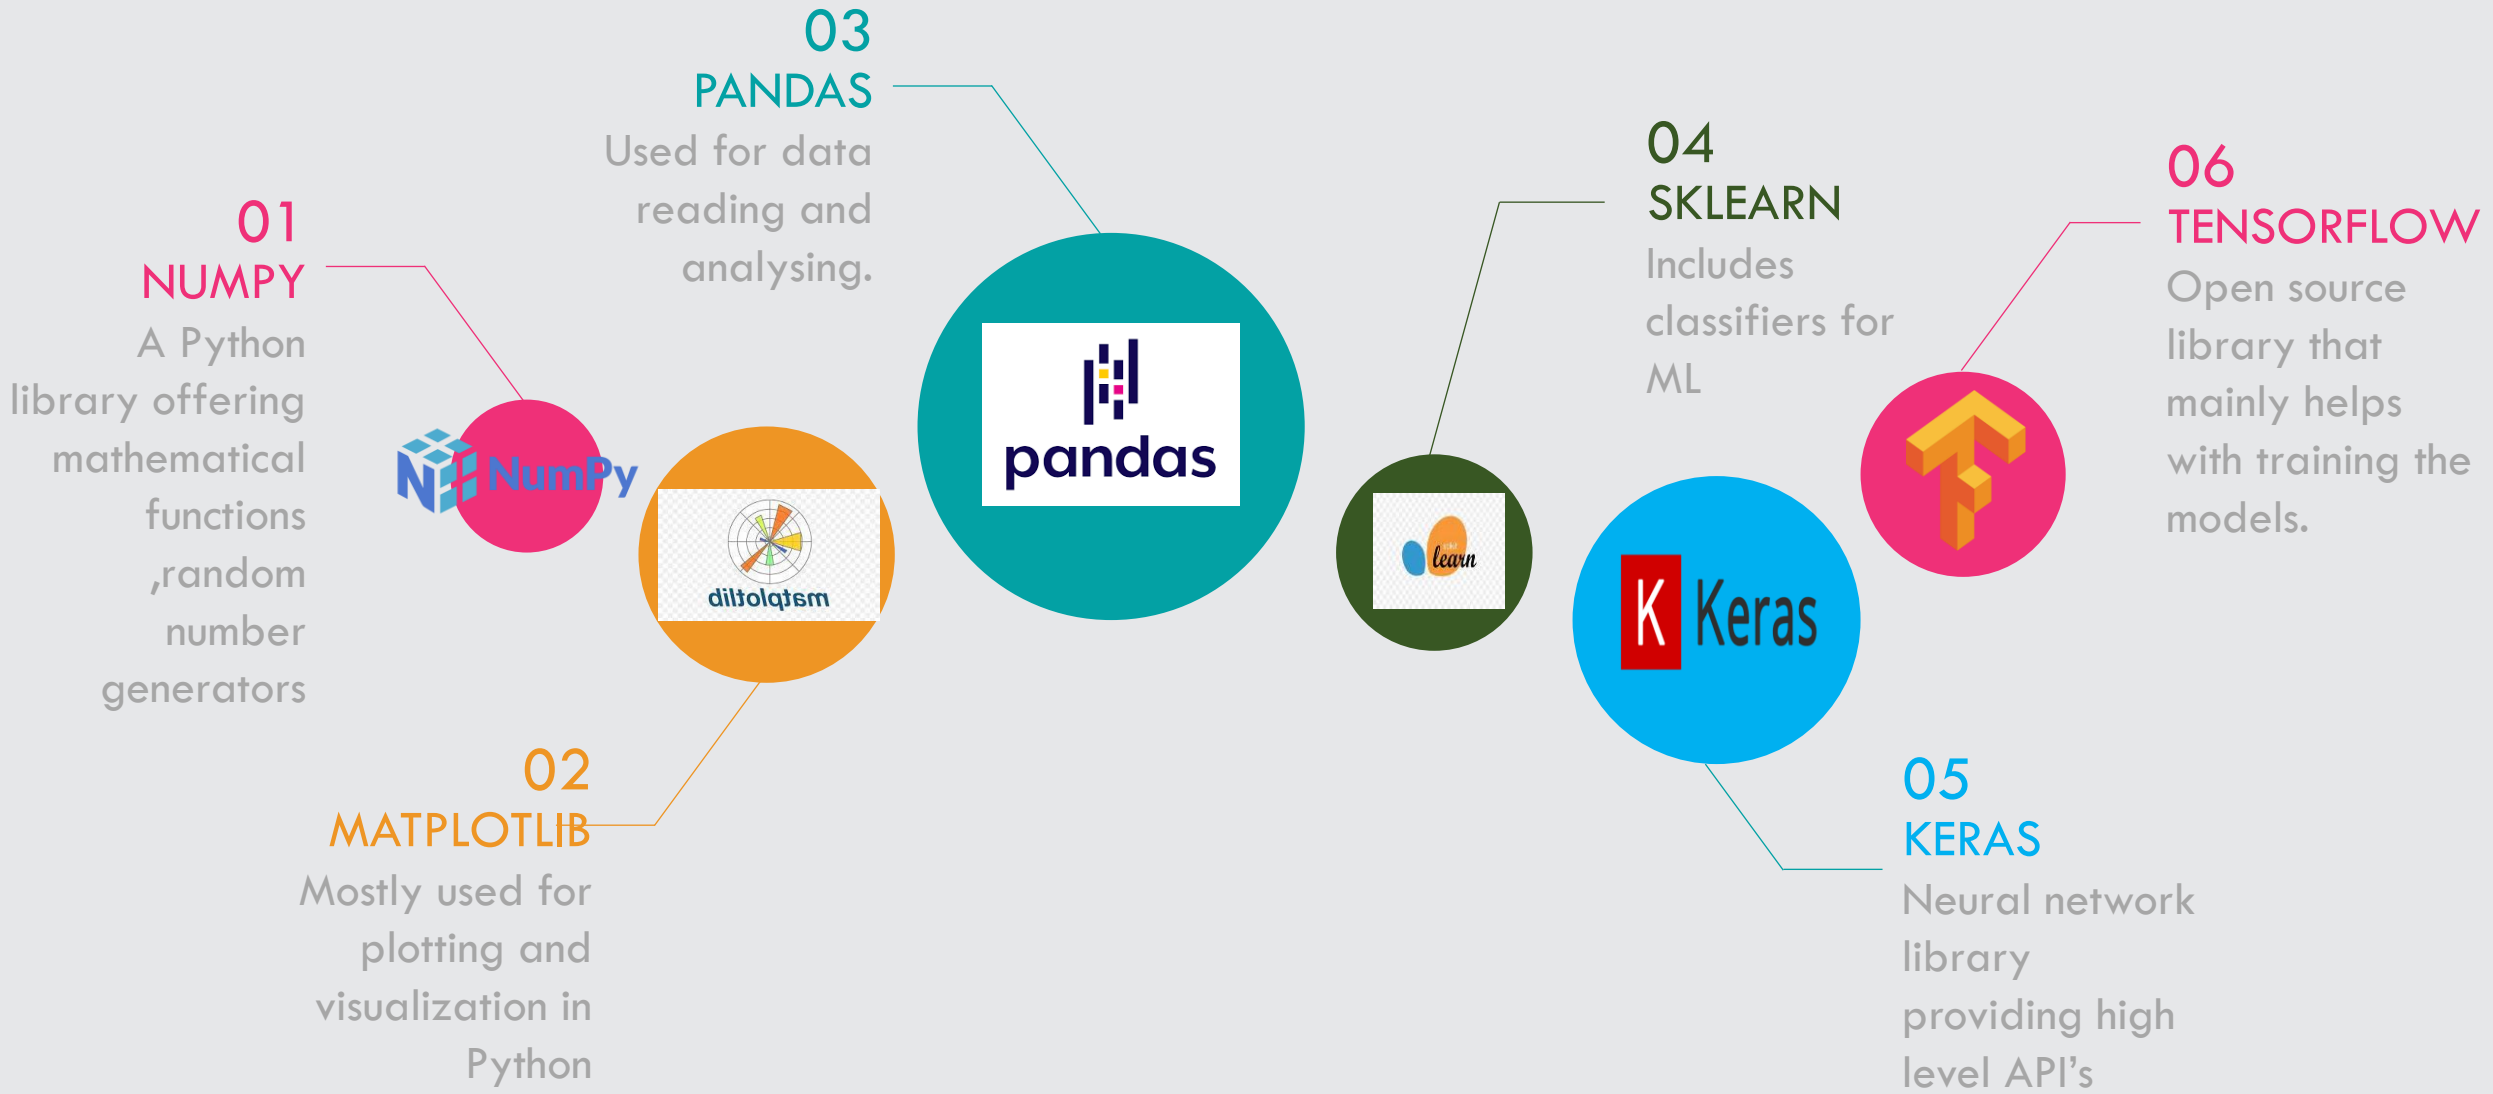 01
NUMPY
A Python
library offering
mathematical
functions
,random
number
generators
02
MATPLOTLIB
Mostly used for
plotting and
visualization in
Python
03
PANDAS
Used for data
reading and
analysing.
04
SKLEARN
Includes
classifiers for
ML
05
KERAS
Neural network
library
providing high
level API’s
06
TENSORFLOW
Open source
library that
mainly helps
with training the
models.
NumPy
matplotlib
pandas
learn
K Keras